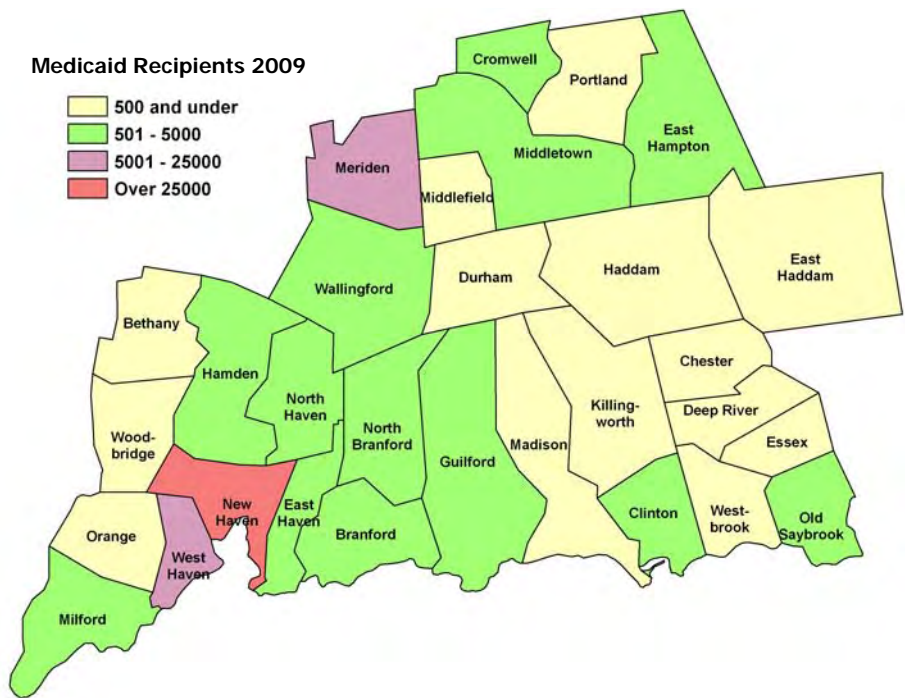 Medicaid Recipients 2009
500 and under
501 - 5000
5001 - 25000
Over 25000
Cromwell
Portland
East
Hampton
Middletown
Meriden
Middlefield
East
Haddam
Haddam
Durham
Wallingford
Bethany
Hamden
North
Haven
Chester
Killing-
worth
Deep River
Essex
Wood-
bridge
North
Branford
Guilford
Madison
New
Haven
East
Haven
Branford
Clinton
West-
brook
Old
Saybrook
Orange
West
Haven
Milford